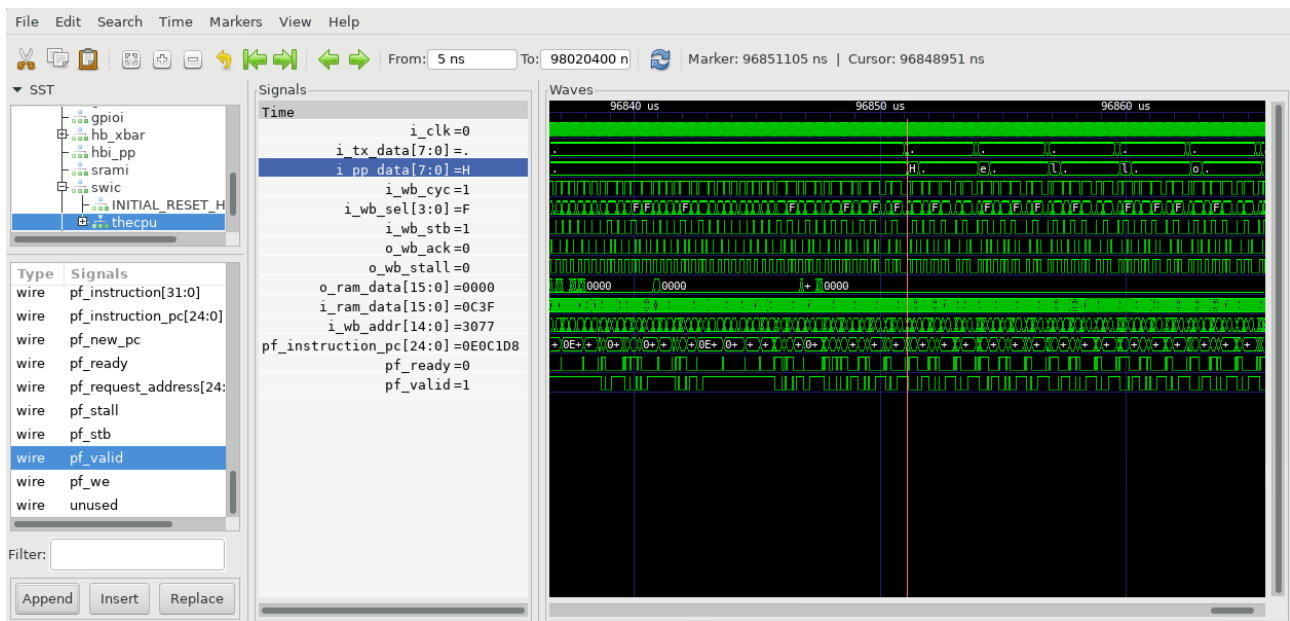 File Edit Search Time Markers View Help
From: 5 ns To: 98020400 n Marker: 96851105 ns | Cursor: 96848951 ns
SST
gpioi
hb_xbar
hbi_pp
srami
swic
INITIAL_RESET_H
thecpu
Type Signals
wire pf_instruction[31:0]
wire pf_instruction_pc[24:0]
wire pf_new_pc
wire pf_ready
wire pf_request_address[24:
wire pf_stall
wire pf_stb
wire pf_valid
wire pf_we
wire unused
Filter:
Append Insert Replace
Signals
Time
i_clk=0
i_tx_data[7:0]=.
i_pp_data[7:0]=H
i_wb_cyc=1
i_wb_sel[3:0]=F
i_wb_stb=1
o_wb_ack=0
o_wb_stall=0
o_ram_data[15:0]=0000
i_ram_data[15:0]=0C3F
i_wb_addr[14:0]=3077
pf_instruction_pc[24:0]=0E0C1D8
pf_ready=0
pf_valid=1
Waves
96840 us 96850 us 96860 us
. . . . . .
. H . e . l . l . o .
F F F F F F F F F F F
0000 0000 + 0000